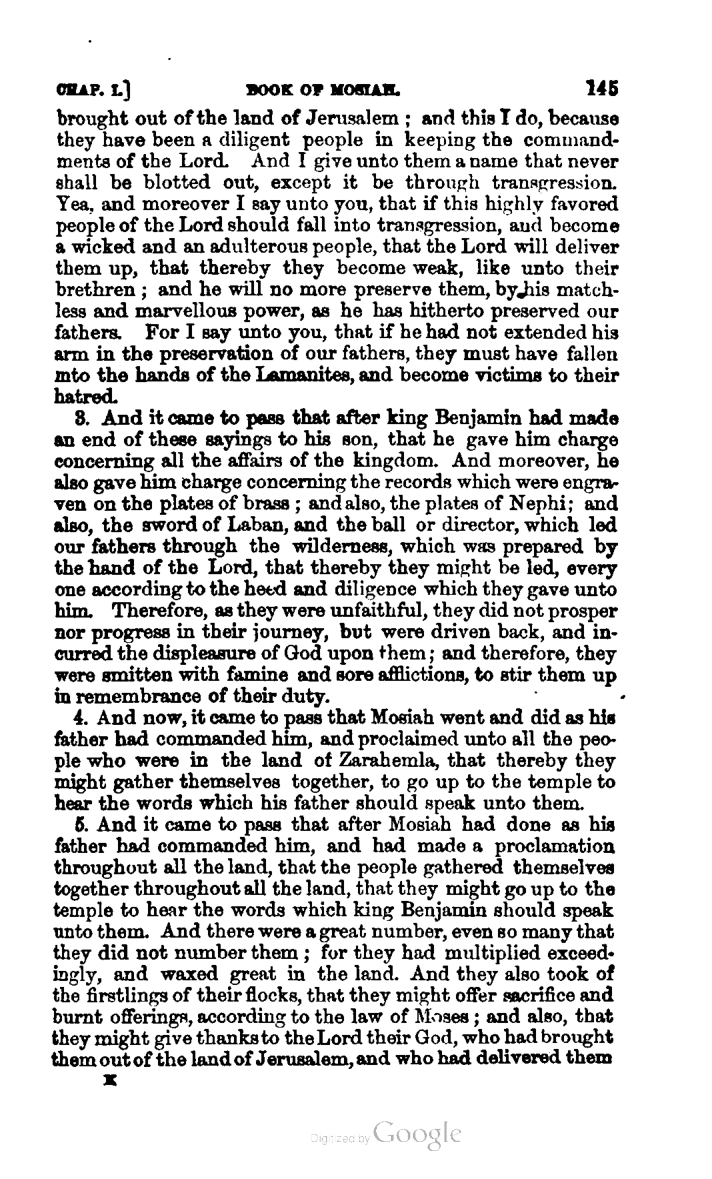 CHAP. I.] BOOK OF MOSIAH. 145
brought out of the land of Jerusalem ; and this I do, because
they have been a diligent people in keeping the command-
ments of the Lord. And I give unto them a name that never
shall be blotted out, except it be through transgression.
Yea, and moreover I say unto you, that if this highly favored
people of the Lord should fall into transgression, and become
a wicked and an adulterous people, that the Lord will deliver
them up, that thereby they become weak, like unto their
brethren ; and he will no more preserve them, by his match-
less and marvellous power, as he has hitherto preserved our
fathers. For I say unto you, that if he had not extended his
arm in the preservation of our fathers, they must have fallen
into the hands of the Lamanites, and become victims to their
hatred.
3. And it came to pass that after king Benjamin had made
an end of these sayings to his son, that he gave him charge
concerning all the affairs of the kingdom. And moreover, he
also gave him charge concerning the records which were engra-
ven on the plates of brass ; and also, the plates of Nephi; and
also, the sword of Laban, and the ball or director, which led
our fathers through the wilderness, which was prepared by
the hand of the Lord, that thereby they might be led, every
one according to the heed and diligence which they gave unto
him. Therefore, as they were unfaithful, they did not prosper
nor progress in their journey, but were driven back, and in-
curred the displeasure of God upon them; and therefore, they
were smitten with famine and sore afflictions, to stir them up
in remembrance of their duty.
4. And now, it came to pass that Mosiah went and did as his
father had commanded him, and proclaimed unto all the peo-
ple who were in the land of Zarahemla, that thereby they
might gather themselves together, to go up to the temple to
hear the words which his father should speak unto them.
5. And it came to pass that after Mosiah had done as his
father had commanded him, and had made a proclamation
throughout all the land, that the people gathered themselves
together throughout all the land, that they might go up to the
temple to hear the words which king Benjamin should speak
unto them. And there were a great number, even so many that
they did not number them ; for they had multiplied exceed-
ingly, and waxed great in the land. And they also took of
the firstlings of their flocks, that they might offer sacrifice and
burnt offerings, according to the law of Moses ; and also, that
they might give thanks to the Lord their God, who had brought
them out of the land of Jerusalem, and who had delivered them
K
Digitized by Google